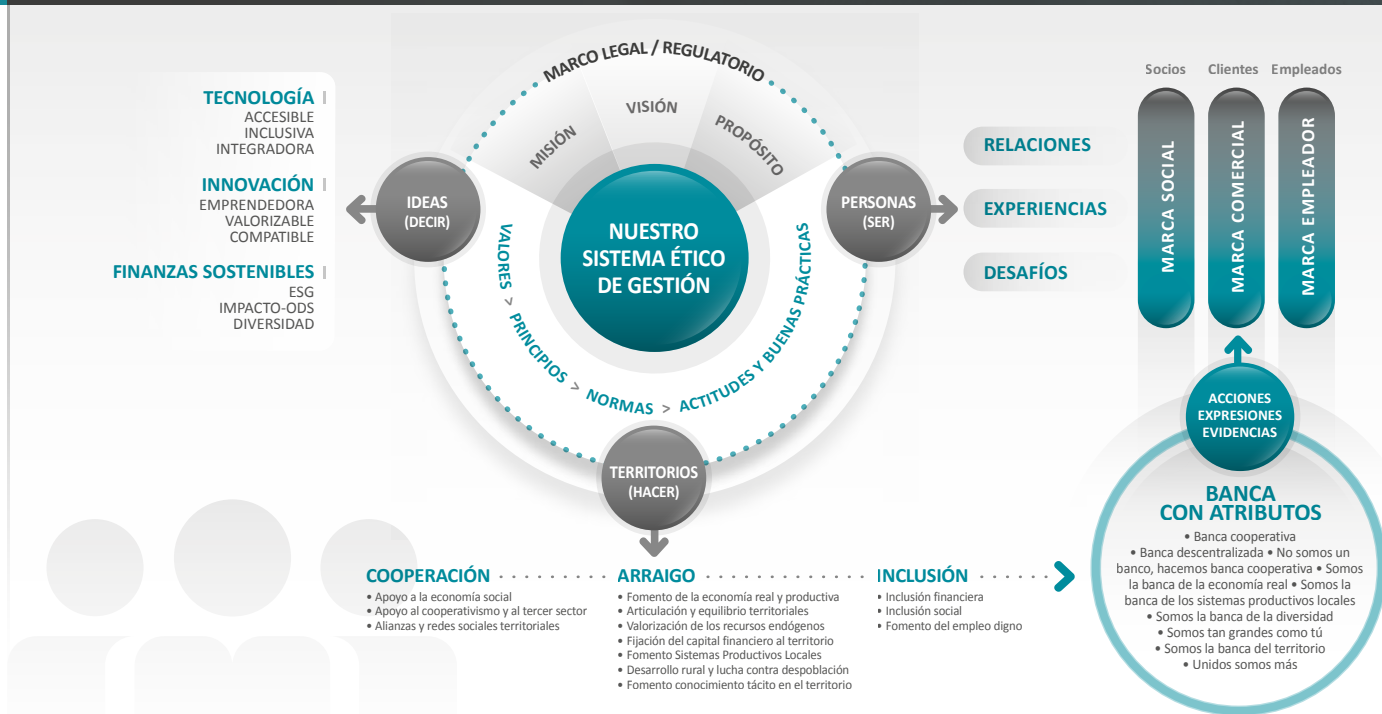 TECNOLOGÍA
ACCESIBLE
INCLUSIVA
INTEGRADORA
INNOVACIÓN
EMPRENDEDORA
VALORIZABLE
COMPATIBLE
FINANZAS SOSTENIBLES
ESG
IMPACTO-ODS
DIVERSIDAD
MARCO LEGAL / REGULATORIO
MISIÓN
VISIÓN
PROPÓSITO
IDEAS
(DECIR)
NUESTRO
SISTEMA ÉTICO
DE GESTIÓN
VALORES > PRINCIPIOS > NORMAS > ACTITUDES Y BUENAS PRÁCTICAS
PERSONAS
(SER)
RELACIONES
EXPERIENCIAS
DESAFÍOS
TERRITORIOS
(HACER)
COOPERACIÓN
• Apoyo a la economía social
• Apoyo al cooperativismo y al tercer sector
• Alianzas y redes sociales territoriales
ARRAIGO
• Fomento de la economía real y productiva
• Articulación y equilibrio territoriales
• Valorización de los recursos endógenos
• Fijación del capital financiero al territorio
• Fomento Sistemas Productivos Locales
• Desarrollo rural y lucha contra despoblación
• Fomento conocimiento tácito en el territorio
INCLUSIÓN
• Inclusión financiera
• Inclusión social
• Fomento del empleo digno
Socios
Clientes
Empleados
MARCA SOCIAL
MARCA COMERCIAL
MARCA EMPLEADOR
ACCIONES
EXPRESIONES
EVIDENCIAS
BANCA
CON ATRIBUTOS
• Banca cooperativa
• Banca descentralizada • No somos un
banco, hacemos banca cooperativa • Somos
la banca de la economía real • Somos la
banca de los sistemas productivos locales
• Somos la banca de la diversidad
• Somos tan grandes como tú
• Somos la banca del territorio
• Unidos somos más